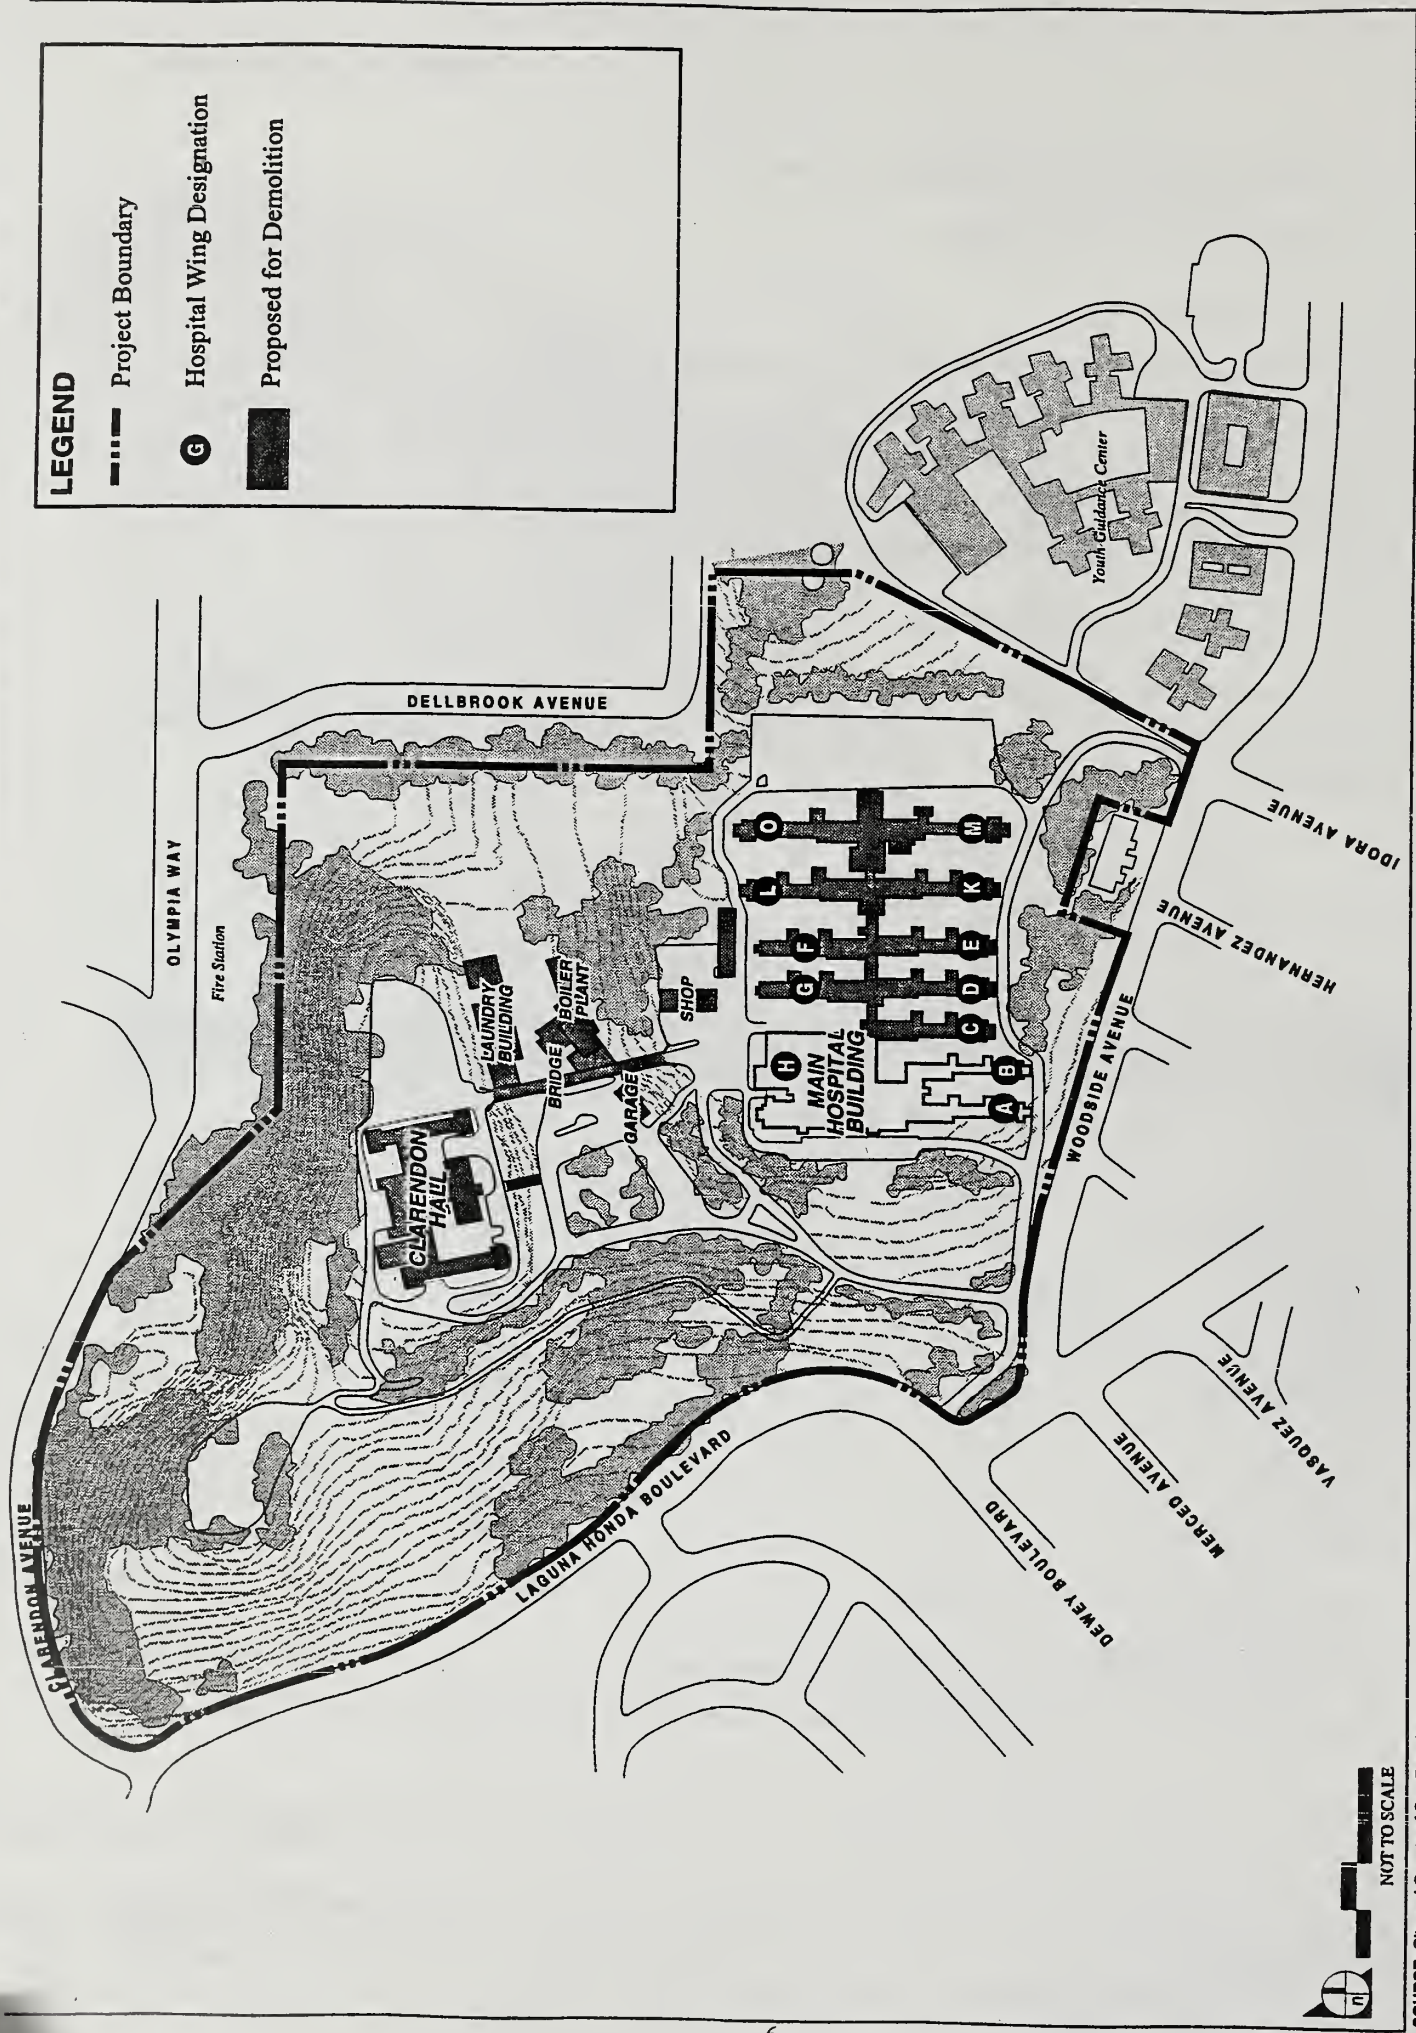 LEGEND
Project Boundary
G Hospital Wing Designation
Proposed for Demolition
CLARENDON AVENUE
OLYMPIA WAY
Fire Station
DELLBROOK AVENUE
CLARENDON
HALL
LAUNDRY
BUILDING
BRIDGE
BOILER
PLANT
GARAGE
SHOP
MAIN
HOSPITAL
BUILDING
H
G
F
L
O
A
B
C
D
E
K
M
Youth Guidance Center
LAGUNA HONDA BOULEVARD
WOODSIDE AVENUE
DEWEY BOULEVARD
MERCED AVENUE
VASQUEZ AVENUE
HERNANDEZ AVENUE
IDORA AVENUE
n
NOT TO SCALE